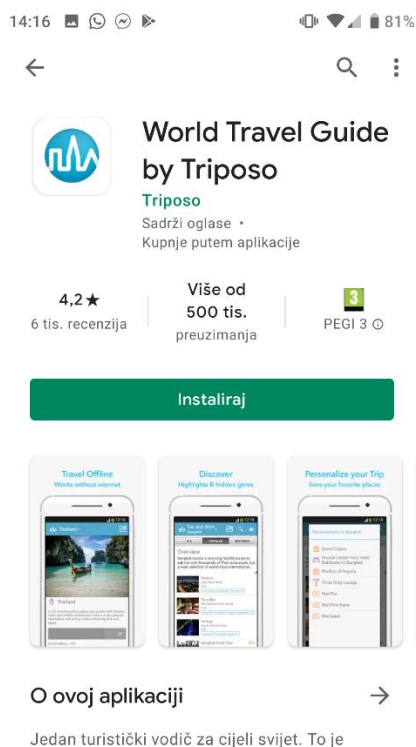 14:16
81%
World Travel Guide
by Triposo
Triposo
Sadrži oglase •
Kupnje putem aplikacije
4,2★
6 tis. recenzija
Više od
500 tis.
preuzimanja
3
PEGI 3
Instaliraj
Travel Offline
Works without internet
Thailand
Discover
Highlights & hidden gems
Overview
Personalize your Trip
Save your favorite places
O ovoj aplikaciji
Jedan turistički vodič za cijeli svijet. To je